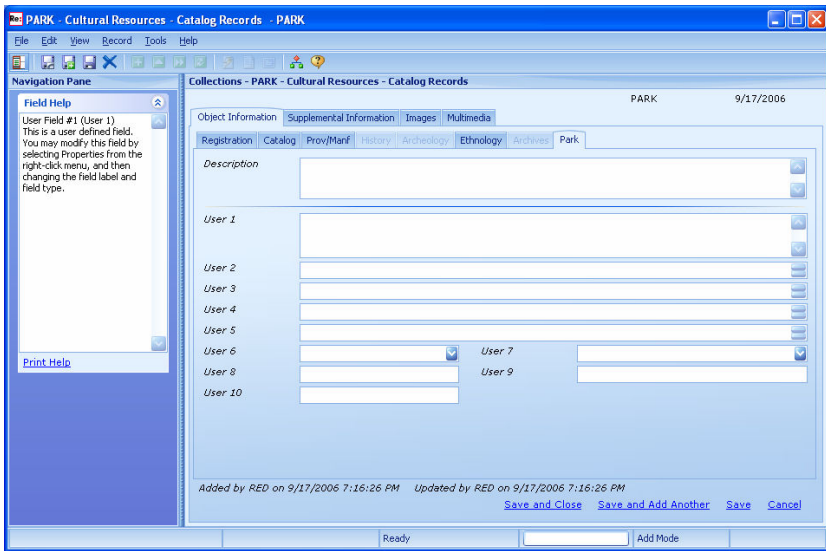 Re: PARK - Cultural Resources - Catalog Records - PARK
File Edit View Record Tools Help
Navigation Pane
Collections - PARK - Cultural Resources - Catalog Records
Field Help
User Field #1 (User 1)
This is a user defined field.
You may modify this field by
selecting Properties from the
right-click menu, and then
changing the field label and
field type.
Print Help
PARK 9/17/2006
Object Information Supplemental Information Images Multimedia
Registration Catalog Prov/Manf History Archeology Ethnology Archives Park
Description
User 1
User 2
User 3
User 4
User 5
User 6 User 7
User 8 User 9
User 10
Added by RED on 9/17/2006 7:16:26 PM Updated by RED on 9/17/2006 7:16:26 PM
Save and Close Save and Add Another Save Cancel
Ready Add Mode